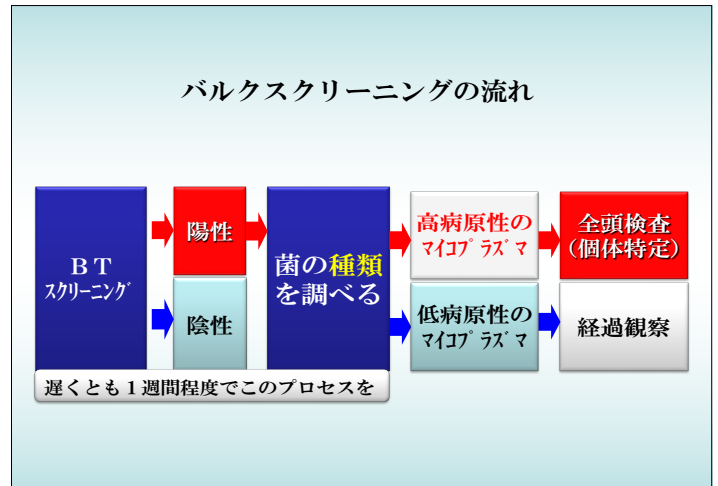 バルクスクリーニングの流れ
ＢＴ
ｽｸﾘｰﾆﾝｸﾞ
陽性
陰性
菌の種類
を調べる
高病原性の
ﾏｲｺﾌﾟﾗｽﾞﾏ
低病原性の
ﾏｲｺﾌﾟﾗｽﾞﾏ
全頭検査
(個体特定)
経過観察
遅くとも１週間程度でこのプロセスを